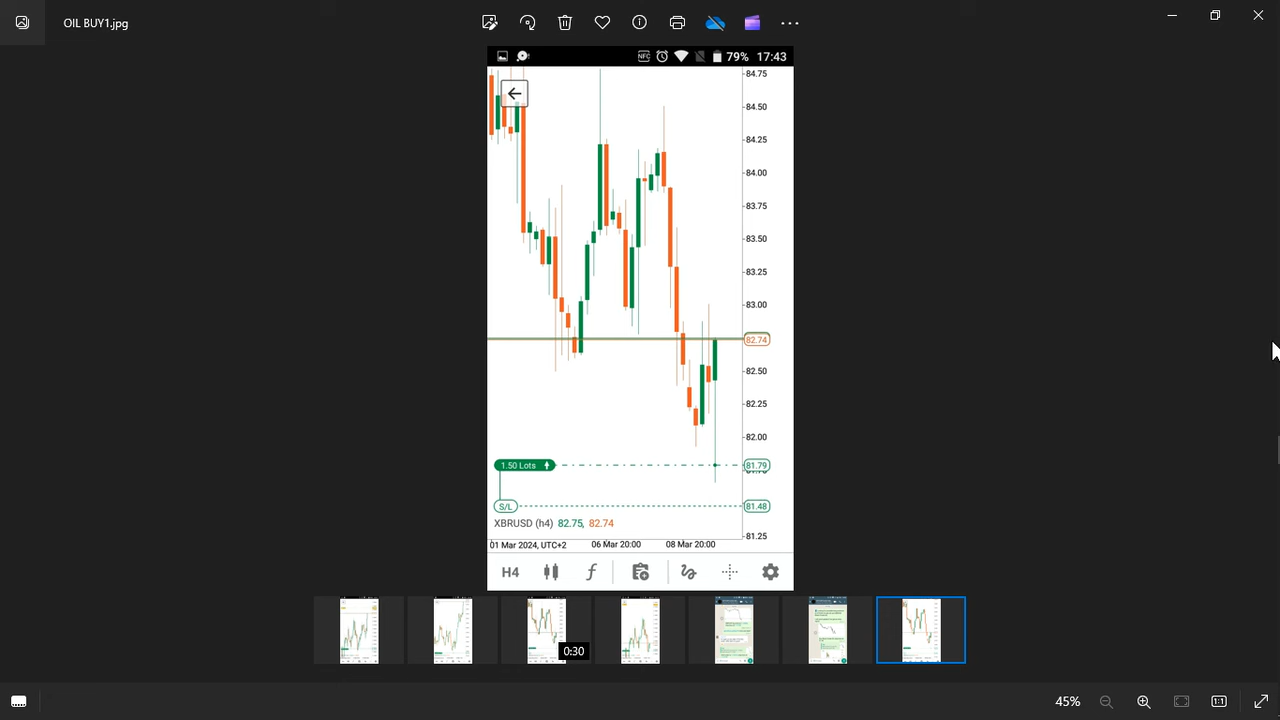 OIL BUY1.jpg
NFC 79% 17:43
84.75
84.50
84.25
84.00
83.75
83.50
83.25
83.00
82.74
82.50
82.25
82.00
1.50 Lots
81.79
S/L
81.48
XBRUSD (h4) 82.75, 82.74
81.25
01 Mar 2024, UTC+2 06 Mar 20:00 08 Mar 20:00
H4 f
0:30
45% 1:1